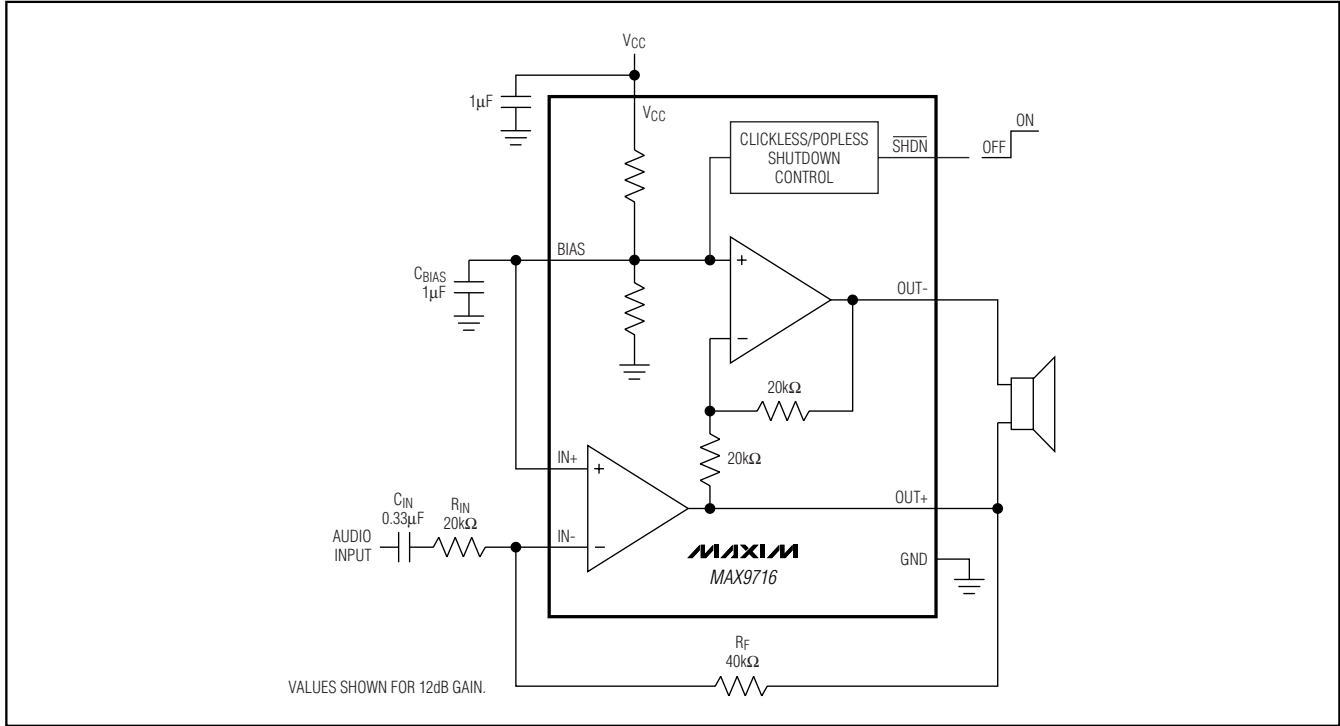 VCC
1μF
VCC
CLICKLESS/POPLESS
SHUTDOWN
CONTROL
SHDN
OFF
ON
BIAS
CBIAS
1μF
+
−
OUT-
20kΩ
20kΩ
IN+
+
OUT+
CIN
0.33μF
RIN
20kΩ
AUDIO
INPUT
IN-
−
MAXIM
MAX9716
GND
RF
40kΩ
VALUES SHOWN FOR 12dB GAIN.